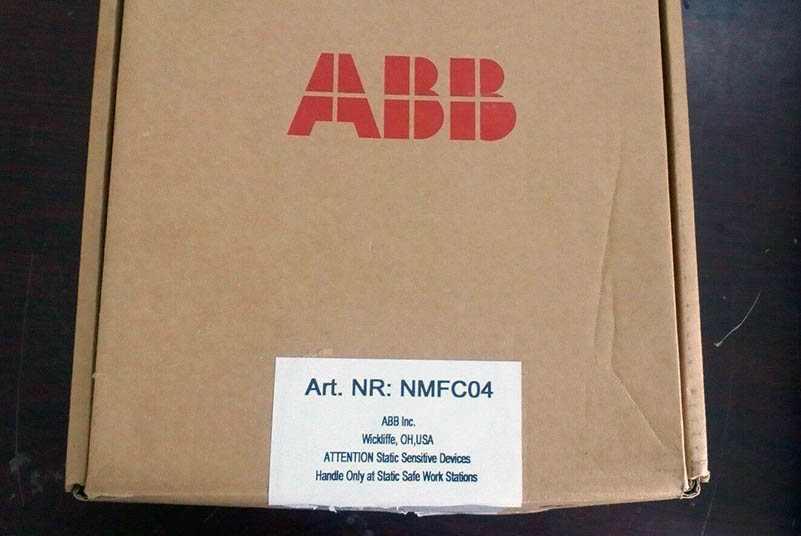 ABB
Art. NR: NMFC04
ABB Inc.
Wickliffe, OH,USA
ATTENTION Static Sensitive Devices
Handle Only at Static Safe Work Stations